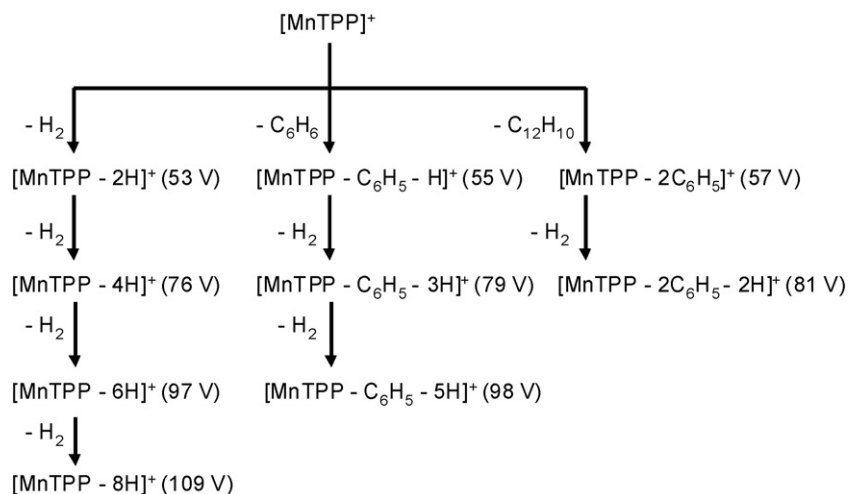 [MnTPP]⁺
- H₂
- C₆H₆
- C₁₂H₁₀
[MnTPP - 2H]⁺ (53 V)
[MnTPP - C₆H₅ - H]⁺ (55 V)
[MnTPP - 2C₆H₅]⁺ (57 V)
- H₂
- H₂
- H₂
[MnTPP - 4H]⁺ (76 V)
[MnTPP - C₆H₅ - 3H]⁺ (79 V)
[MnTPP - 2C₆H₅ - 2H]⁺ (81 V)
- H₂
- H₂
[MnTPP - 6H]⁺ (97 V)
[MnTPP - C₆H₅ - 5H]⁺ (98 V)
- H₂
[MnTPP - 8H]⁺ (109 V)